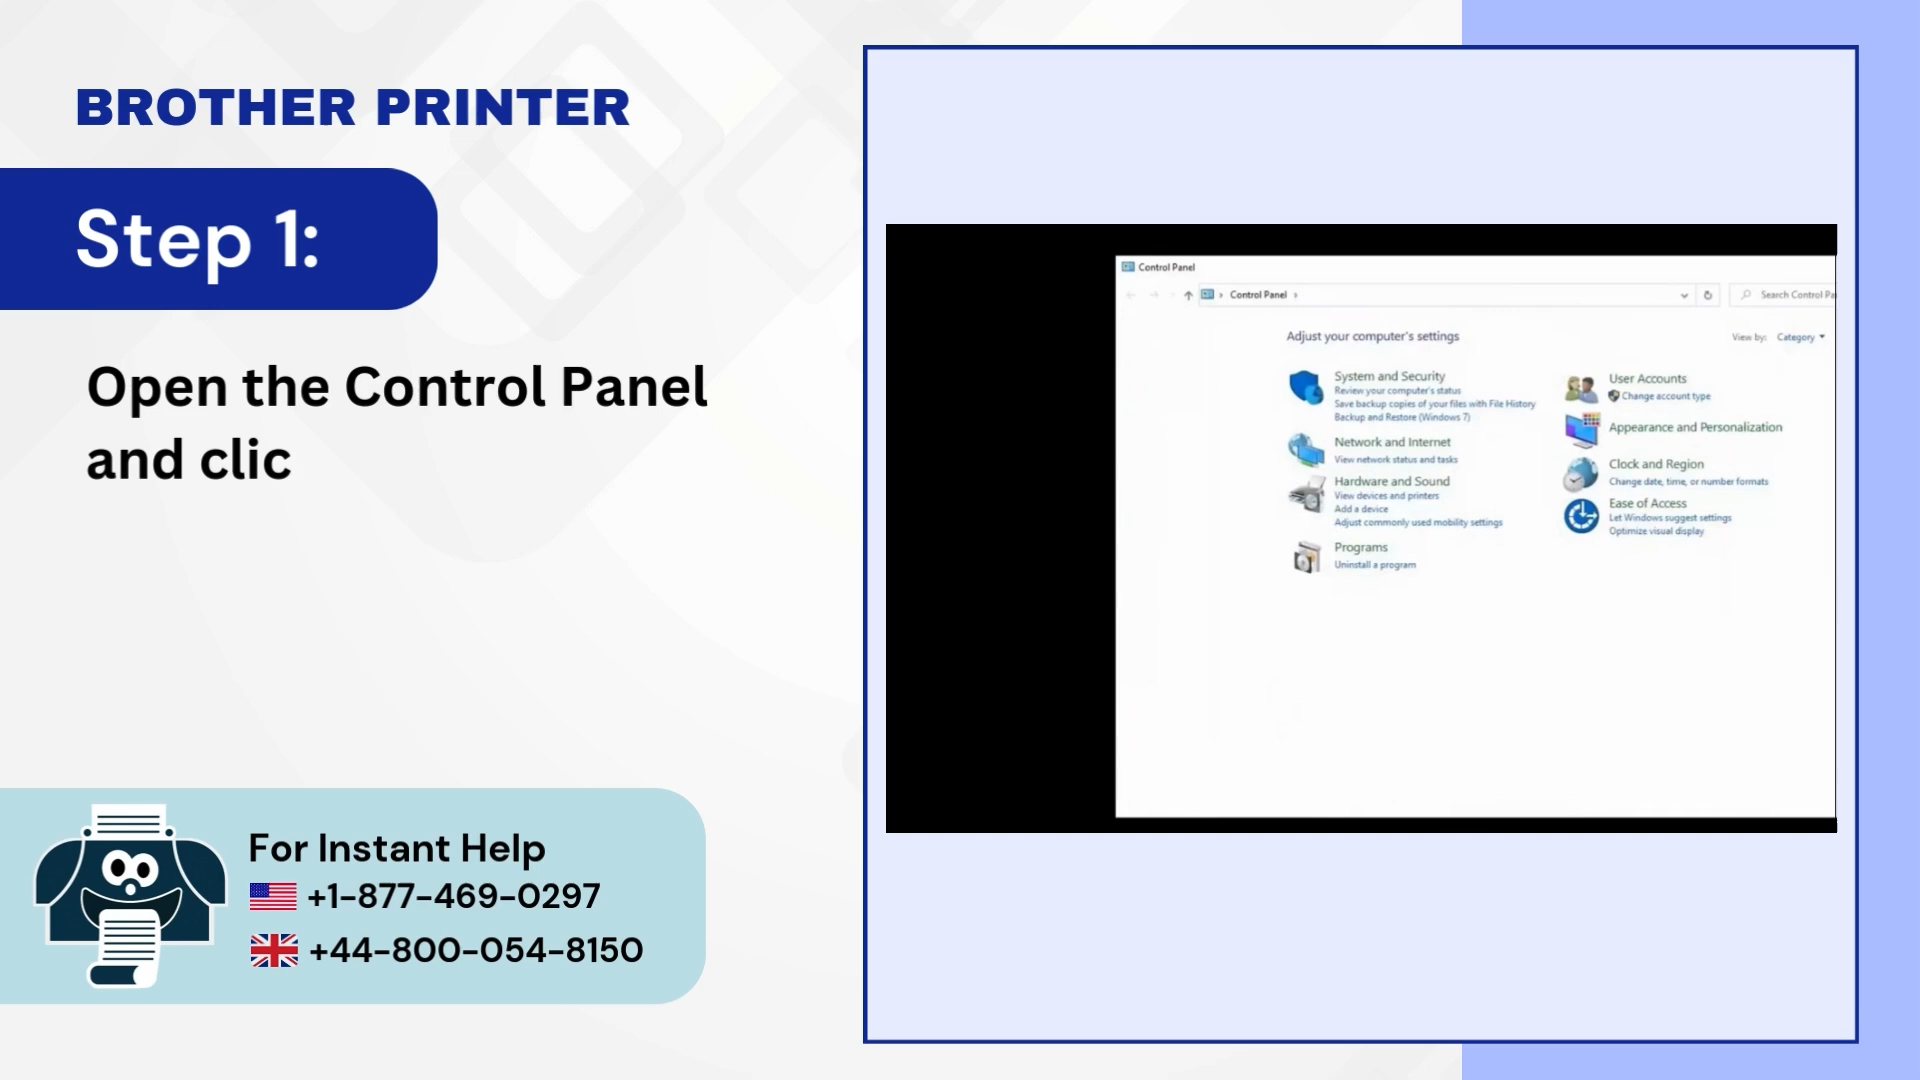 BROTHER PRINTER
Step 1:
Open the Control Panel
and clic
For Instant Help
+1-877-469-0297
+44-800-054-8150
Control Panel
Control Panel
Search Control Pa
Adjust your computer's settings
View by: Category
System and Security
Review your computer's status
Save backup copies of your files with File History
Backup and Restore (Windows 7)
Network and Internet
View network status and tasks
Hardware and Sound
View devices and printers
Add a device
Adjust commonly used mobility settings
Programs
Uninstall a program
User Accounts
Change account type
Appearance and Personalization
Clock and Region
Change date, time, or number formats
Ease of Access
Let Windows suggest settings
Optimize visual display